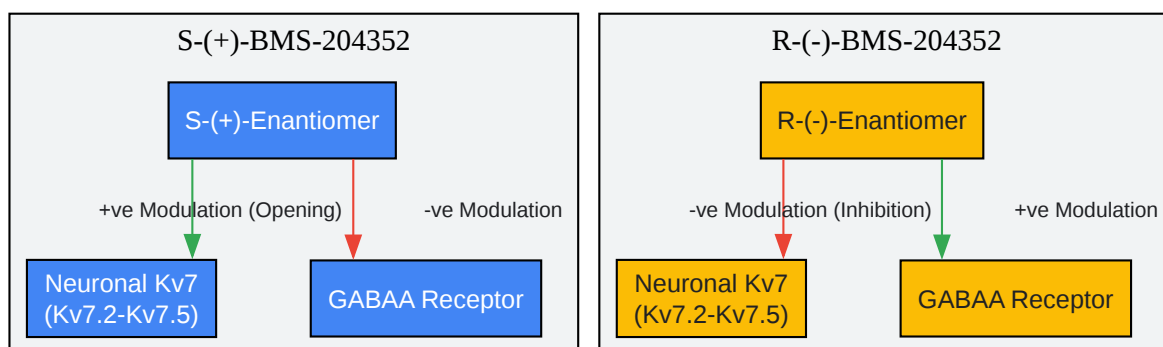 S-(+)-BMS-204352
S-(+)-Enantiomer
+ve Modulation (Opening)
-ve Modulation
Neuronal Kv7
(Kv7.2-Kv7.5)
GABAA Receptor
R-(-)-BMS-204352
R-(-)-Enantiomer
-ve Modulation (Inhibition)
+ve Modulation
Neuronal Kv7
(Kv7.2-Kv7.5)
GABAA Receptor